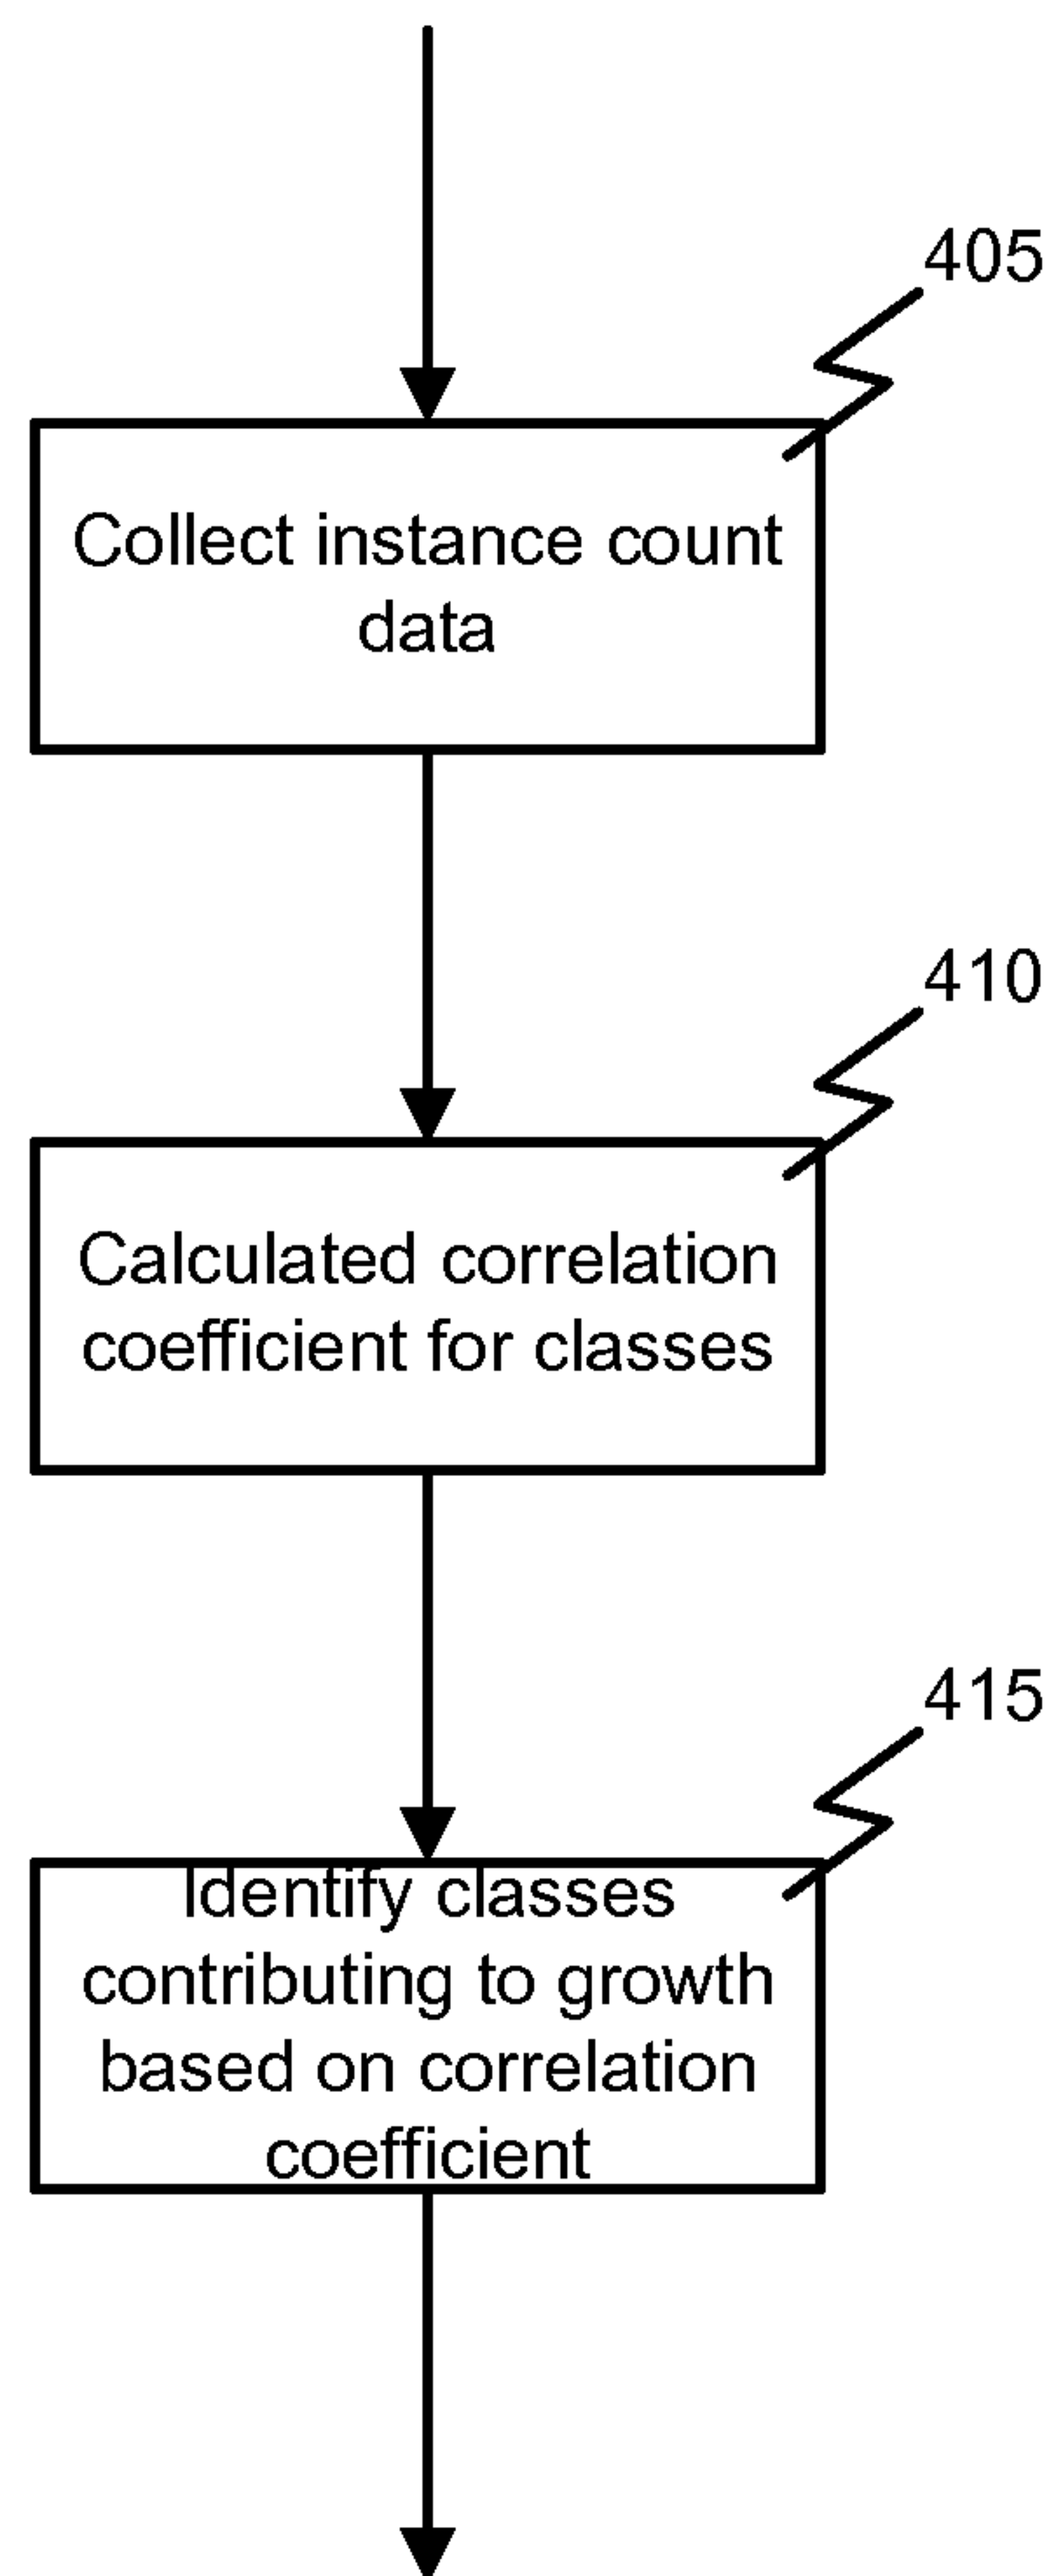 405
Collect instance count
data
410
Calculated correlation
coefficient for classes
415
Identify classes
contributing to growth
based on correlation
coefficient